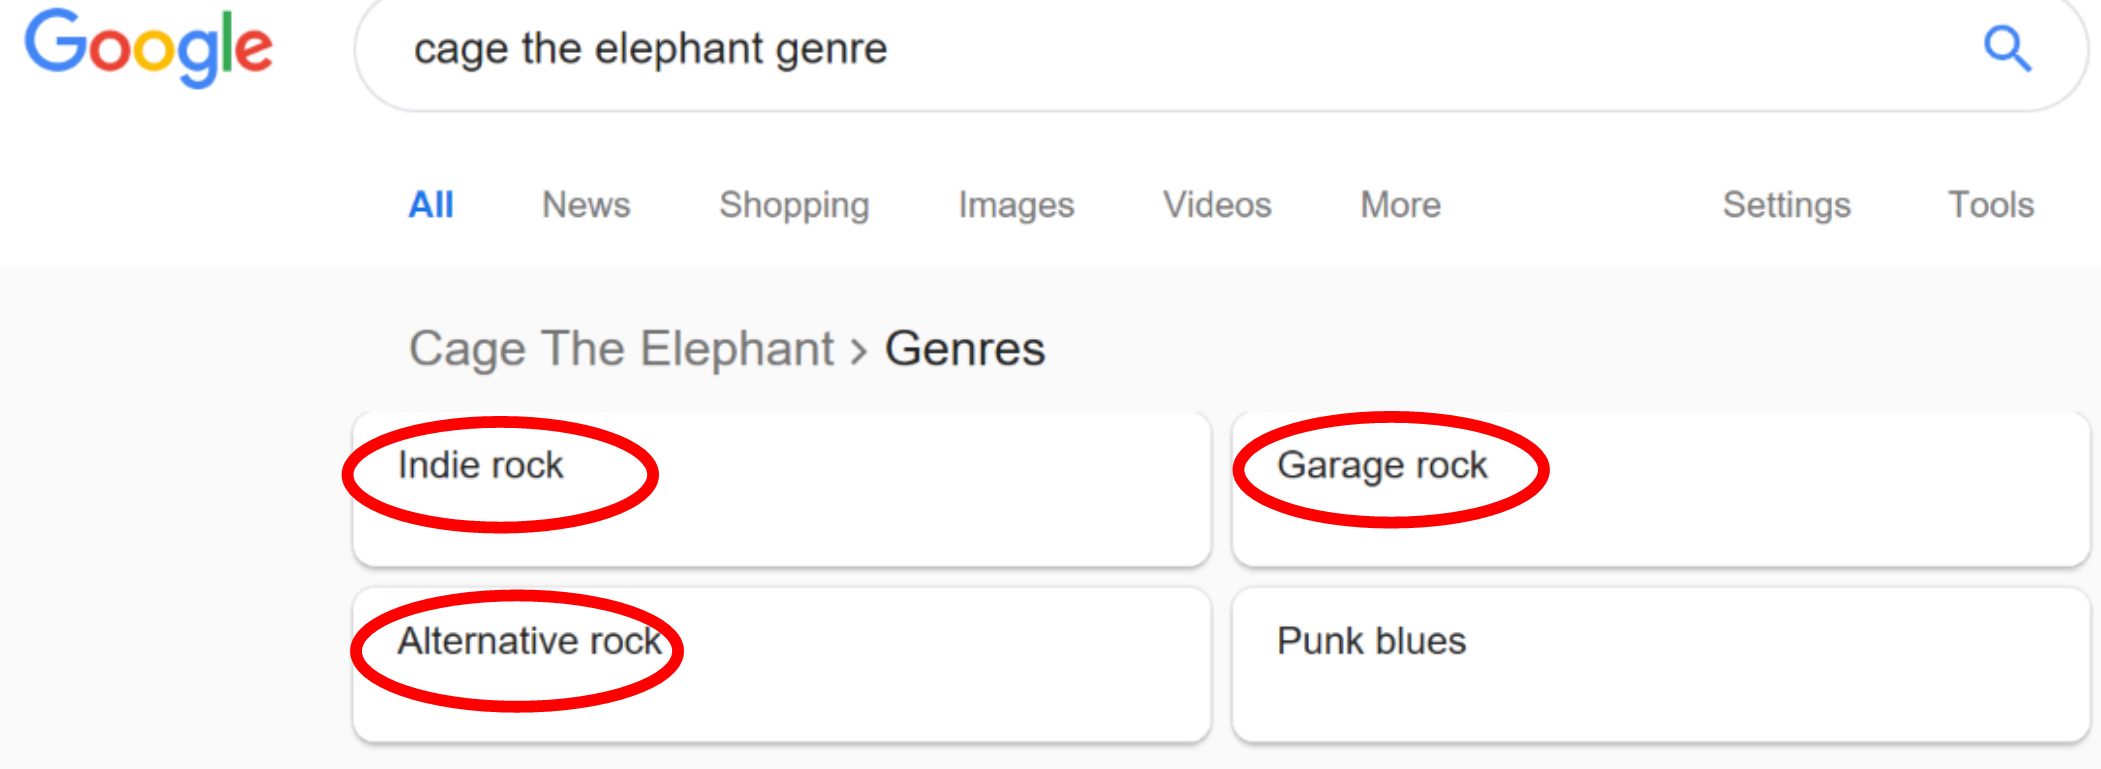 Google cage the elephant genre
All News Shopping Images Videos More Settings Tools
Cage The Elephant > Genres
Indie rock Garage rock
Alternative rock Punk blues